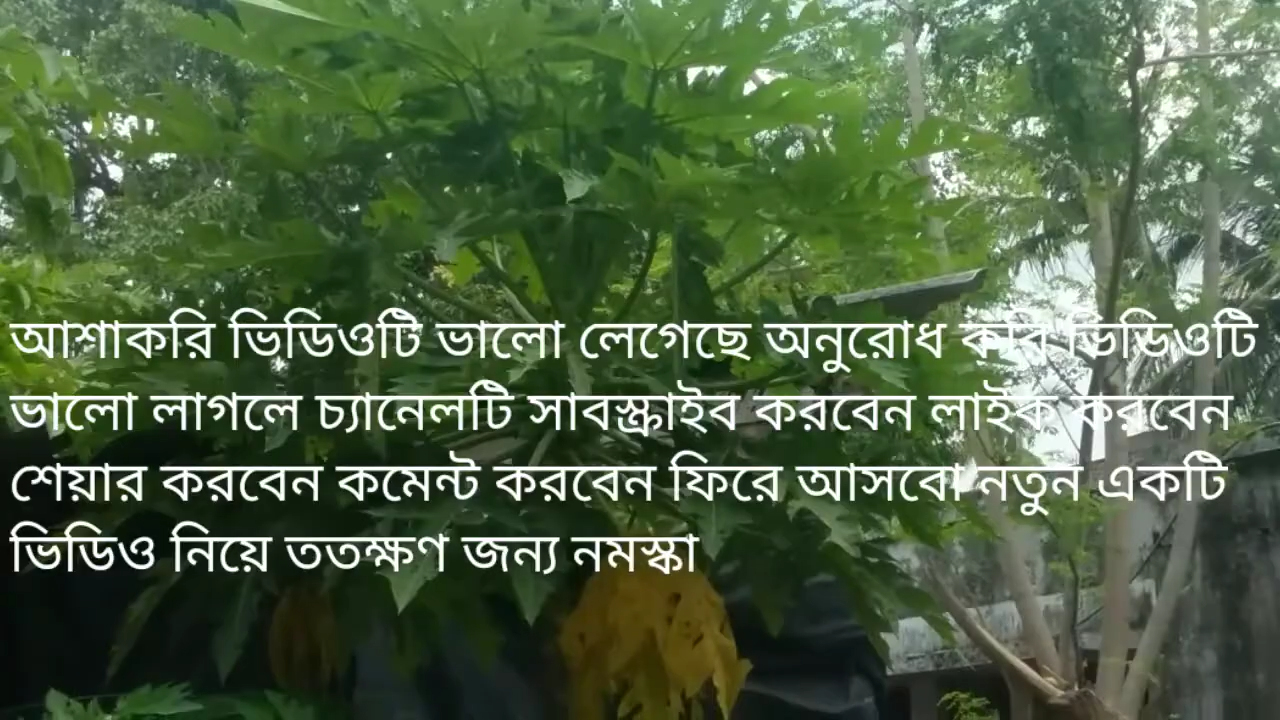 আশাকরি ভিডিওটি ভালো লেগেছে অনুরোধ করি ভিডিওটি
ভালো লাগলে চ্যানেলটি সাবস্ক্রাইব করবেন লাইক করবেন
শেয়ার করবেন কমেন্ট করবেন ফিরে আসবো নতুন একটি
ভিডিও নিয়ে ততক্ষণ জন্য নমস্কা